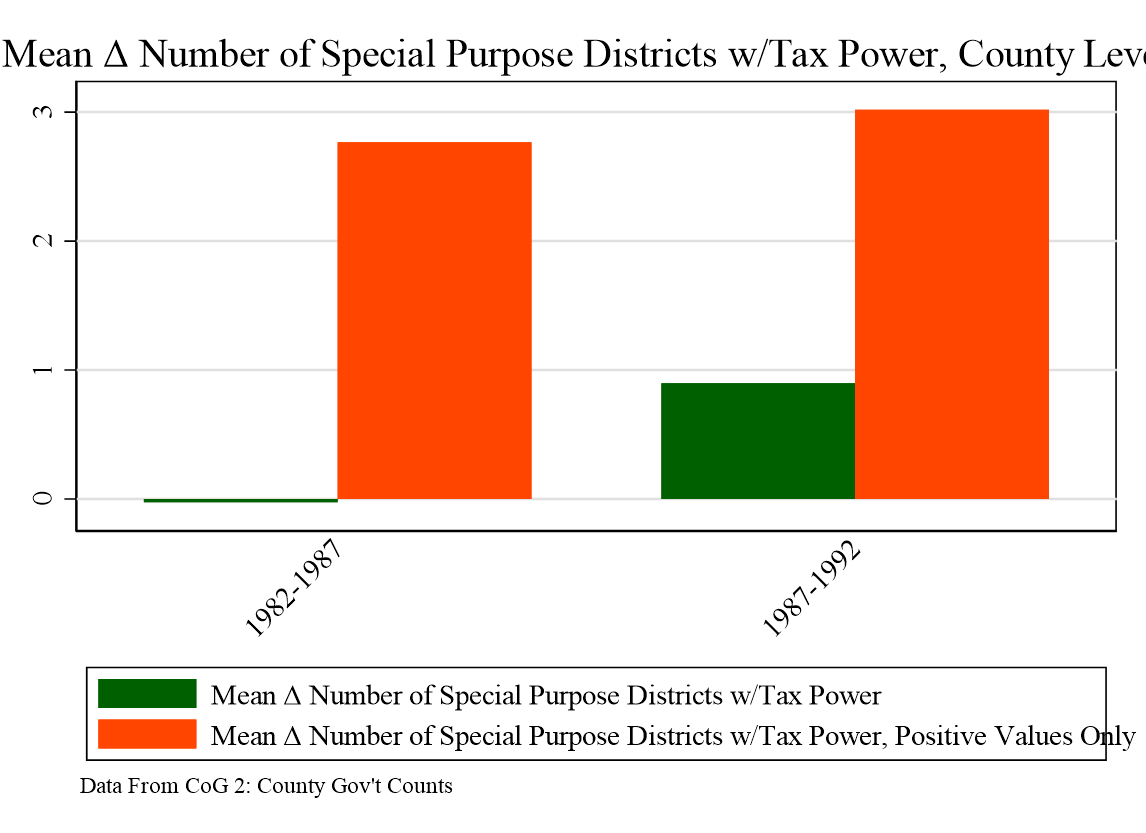 Mean Δ Number of Special Purpose Districts w/Tax Power, County Leve
3
2
1
0
1982-1987
1987-1992
Mean Δ Number of Special Purpose Districts w/Tax Power
Mean Δ Number of Special Purpose Districts w/Tax Power, Positive Values Only
Data From CoG 2: County Gov't Counts